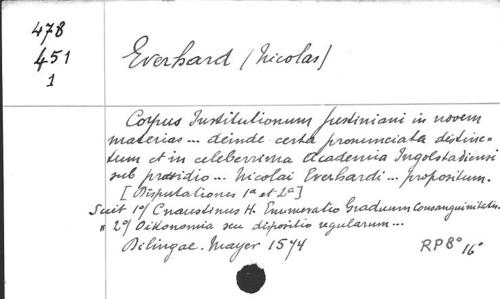 478
451
1
Everhard (Nicolas)
Corpus Institutionum justiniani in novem
materias ... deinde certa pronunciata distinc=
tum et in celeberrima Academia Ingolstadiensi
sub praesidio ... Nicolai Everhardi ... propositum.
[Disputationes 1a et 2a]
Suit 1°/ Cnaustinus H. Enumeratio Graduum Consanguinitatis
" 2°/ Oikonomia seu dispositio regularum ...
Dilingae. Mayer 1574
RP 8° 16°